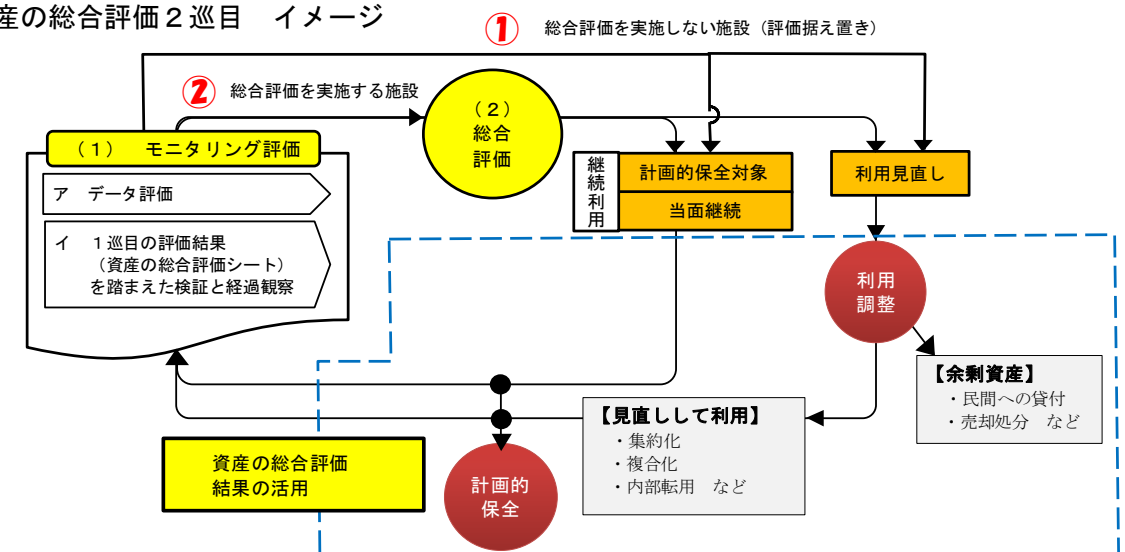 産の総合評価２巡目　イメージ
① 総合評価を実施しない施設（評価据え置き）
② 総合評価を実施する施設
（２）
総合
評価
（１）　モニタリング評価
ア　データ評価
イ　１巡目の評価結果
（資産の総合評価シート）
を踏まえた検証と経過観察
継続利用
計画的保全対象
当面継続
利用見直し
利用
調整
【余剰資産】
・民間への貸付
・売却処分　など
【見直しして利用】
・集約化
・複合化
・内部転用　など
資産の総合評価
結果の活用
計画的
保全